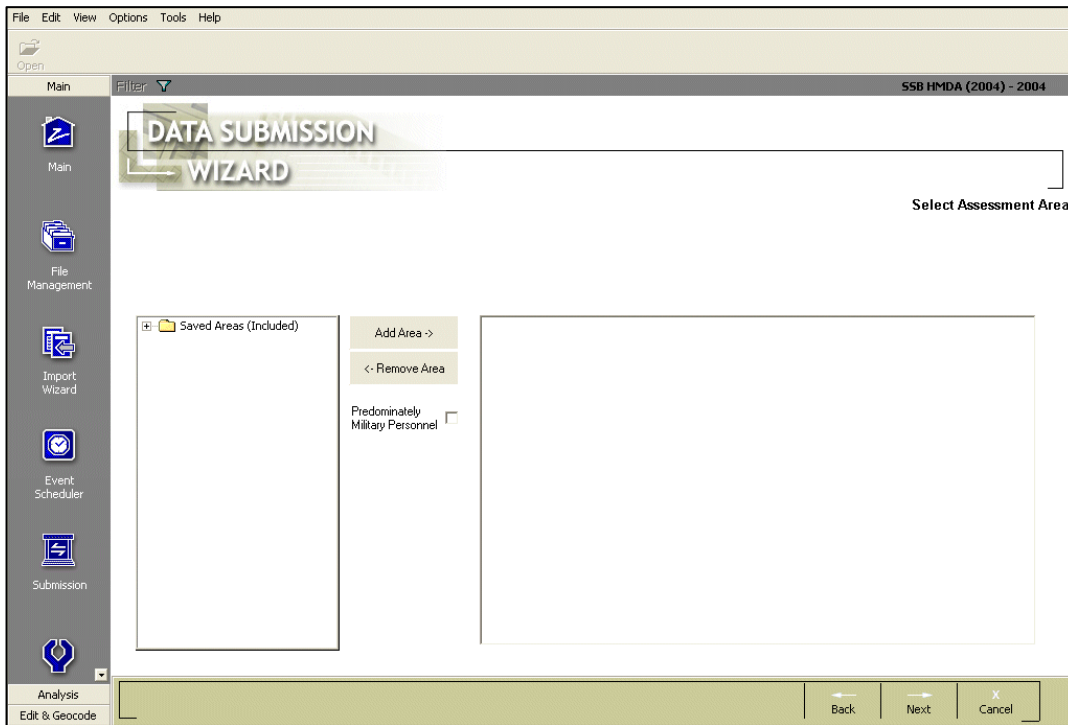 File Edit View Options Tools Help
Open
Main
Filter
SSB HMDA (2004) - 2004
Main
File
Management
Import
Wizard
Event
Scheduler
Submission
Analysis
Edit & Geocode
DATA SUBMISSION
WIZARD
Select Assessment Area
Saved Areas (Included)
Add Area ->
<- Remove Area
Predominately
Military Personnel
Back
Next
X
Cancel